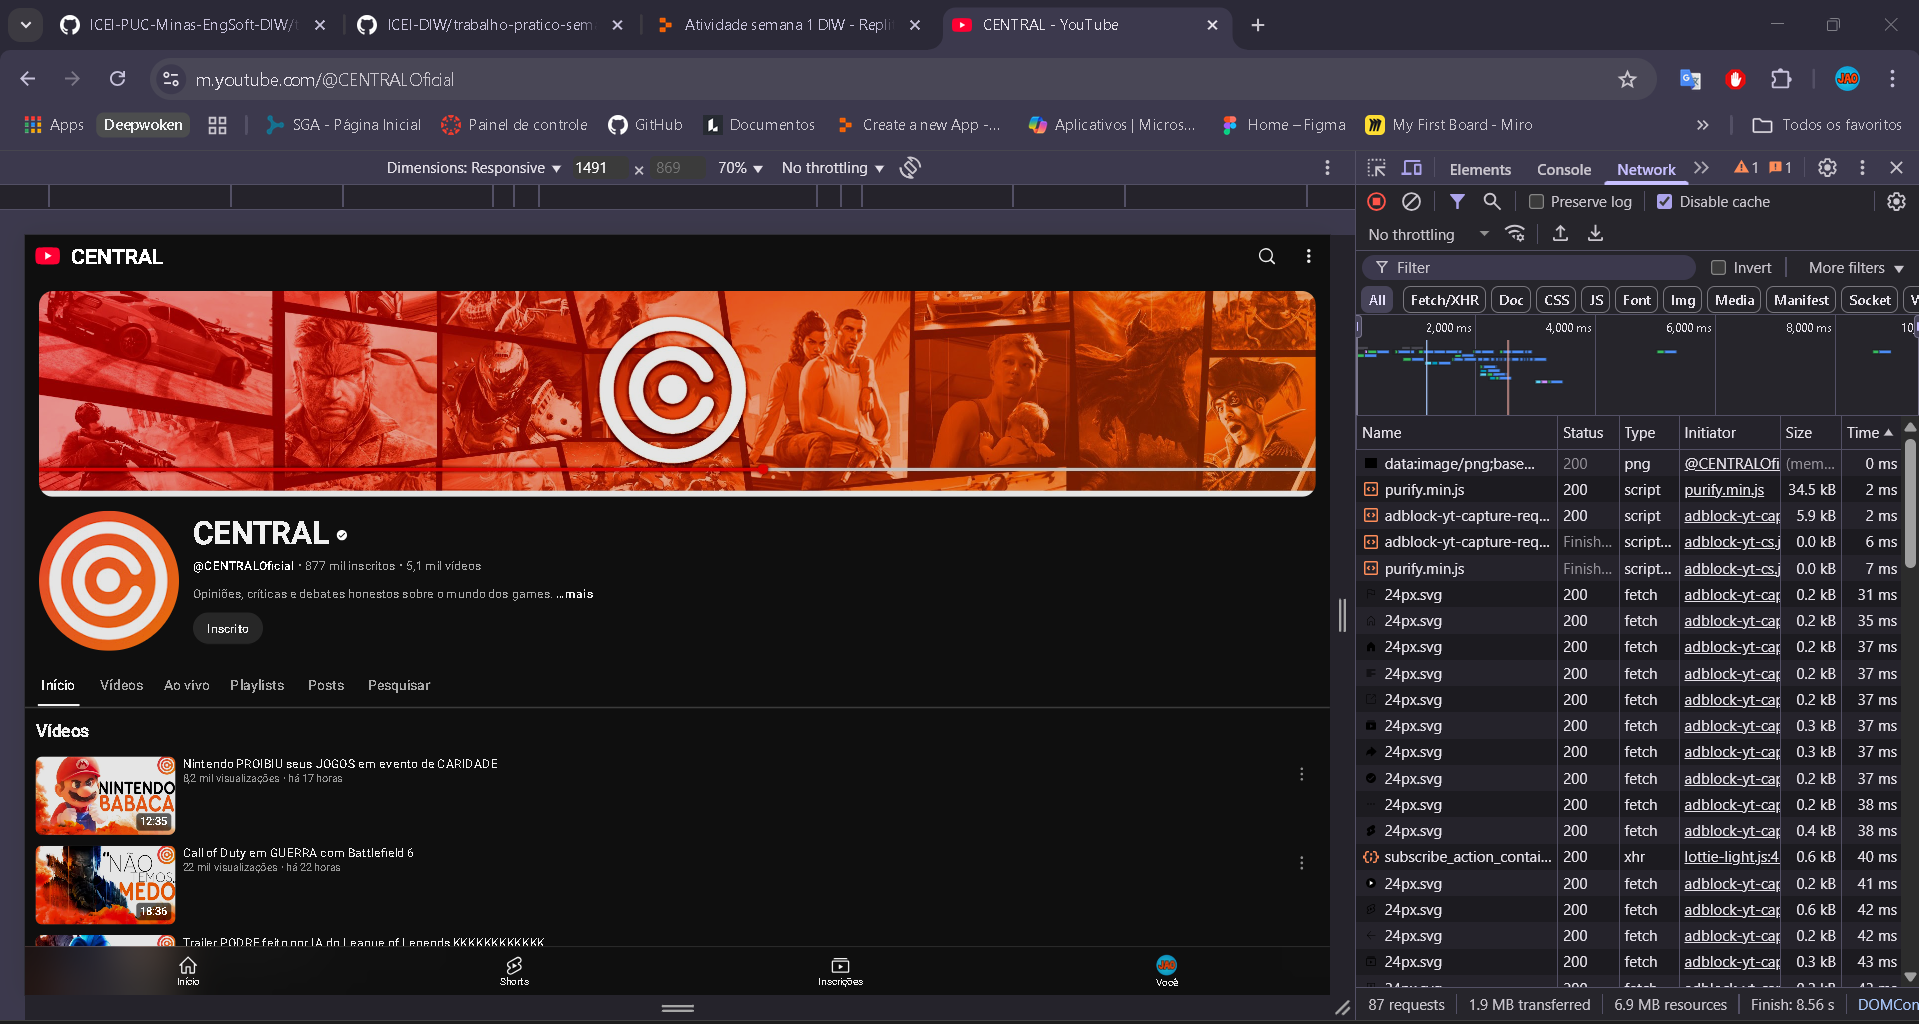 ICEI-PUC-Minas-EngSoft-DIW/t
ICEI-DIW/trabalho-pratico-sem
Atividade semana 1 DIW - Repli
CENTRAL - YouTube
m.youtube.com/@CENTRALOficial
JAO
Apps
Deepwoken
SGA - Página Inicial
Painel de controle
GitHub
Documentos
Create a new App -...
Aplicativos | Micros...
Home – Figma
My First Board - Miro
Todos os favoritos
Dimensions: Responsive 1491 × 869 70% No throttling
Elements Console Network 1 1
Preserve log Disable cache
No throttling
Filter Invert More filters
All Fetch/XHR Doc CSS JS Font Img Media Manifest Socket
2,000 ms 4,000 ms 6,000 ms 8,000 ms 10
Name Status Type Initiator Size Time
data:image/png;base... 200 png @CENTRALOfi (mem... 0 ms
purify.min.js 200 script purify.min.js 34.5 kB 2 ms
adblock-yt-capture-req... 200 script adblock-yt-cap 5.9 kB 2 ms
adblock-yt-capture-req... Finish... script... adblock-yt-cs.j 0.0 kB 6 ms
purify.min.js Finish... script... adblock-yt-cs.j 0.0 kB 7 ms
24px.svg 200 fetch adblock-yt-cap 0.2 kB 31 ms
24px.svg 200 fetch adblock-yt-cap 0.2 kB 35 ms
24px.svg 200 fetch adblock-yt-cap 0.2 kB 37 ms
24px.svg 200 fetch adblock-yt-cap 0.2 kB 37 ms
24px.svg 200 fetch adblock-yt-cap 0.2 kB 37 ms
24px.svg 200 fetch adblock-yt-cap 0.3 kB 37 ms
24px.svg 200 fetch adblock-yt-cap 0.3 kB 37 ms
24px.svg 200 fetch adblock-yt-cap 0.2 kB 37 ms
24px.svg 200 fetch adblock-yt-cap 0.2 kB 38 ms
24px.svg 200 fetch adblock-yt-cap 0.4 kB 38 ms
subscribe_action_contai... 200 xhr lottie-light.js:4 0.6 kB 40 ms
24px.svg 200 fetch adblock-yt-cap 0.2 kB 41 ms
24px.svg 200 fetch adblock-yt-cap 0.6 kB 42 ms
24px.svg 200 fetch adblock-yt-cap 0.2 kB 42 ms
24px.svg 200 fetch adblock-yt-cap 0.3 kB 43 ms
87 requests 1.9 MB transferred 6.9 MB resources Finish: 8.56 s DOMCon
CENTRAL
CENTRAL
@CENTRALOficial • 877 mil inscritos • 5,1 mil vídeos
Opiniões, críticas e debates honestos sobre o mundo dos games. ...mais
Inscrito
Início Vídeos Ao vivo Playlists Posts Pesquisar
Vídeos
NINTENDO
BABACA
12:35
Nintendo PROIBIU seus JOGOS em evento de CARIDADE
8,2 mil visualizações • há 17 horas
"NÃO
TEMOS
MEDO
18:36
Call of Duty em GUERRA com Battlefield 6
22 mil visualizações • há 22 horas
Trailer PODRE feito por IA do League of Legends KKKKKKKKKKKK
Início
Shorts
Inscrições
JAO
Você